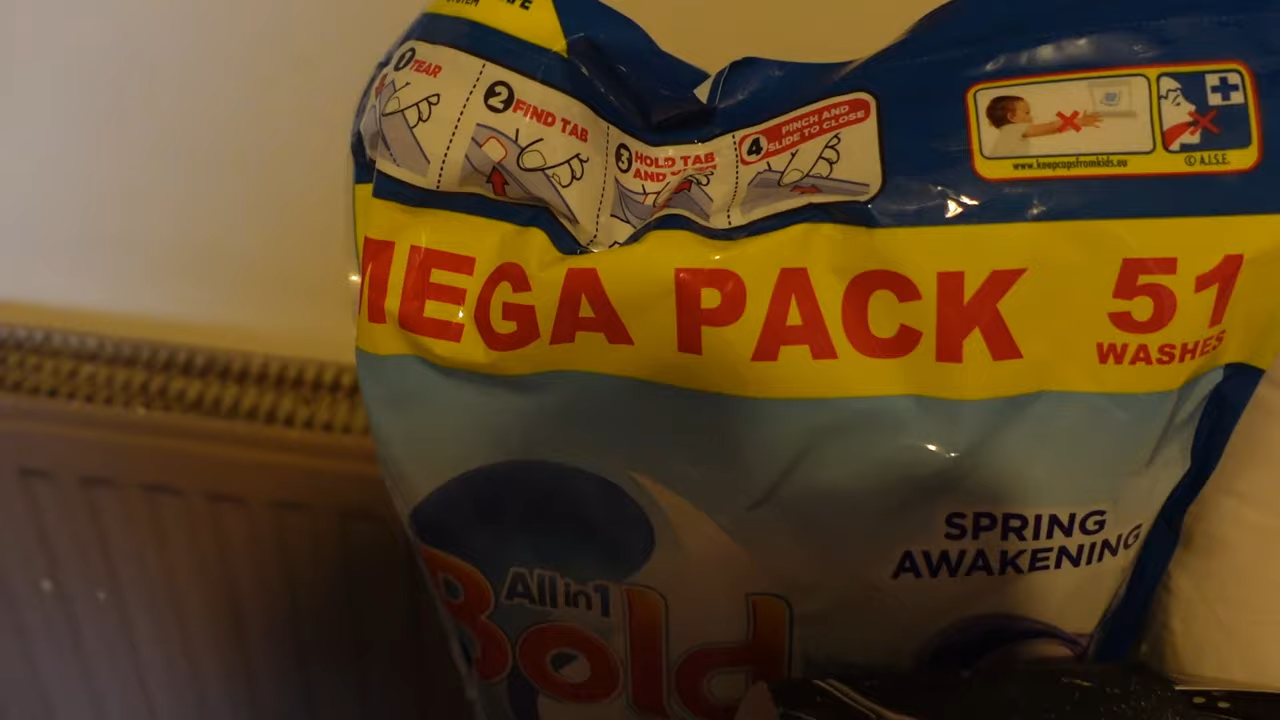 SYSTEM
1 TEAR
2 FIND TAB
3 HOLD TAB
AND
4 PINCH AND
SLIDE TO CLOSE
www.keepcapsfromkids.eu
© A.I.S.E.
MEGA PACK
51
WASHES
SPRING
AWAKENING
All in 1
Bold